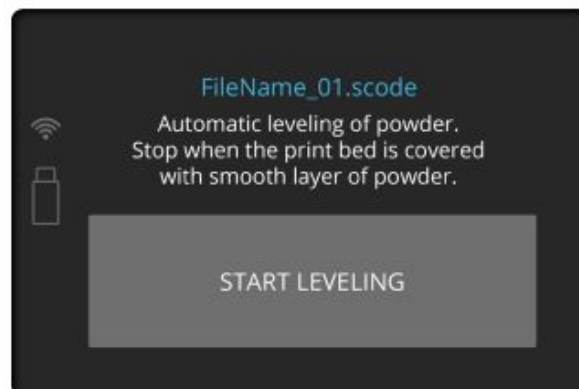 FileName_01.scode
Automatic leveling of powder.
Stop when the print bed is covered
with smooth layer of powder.
START LEVELING